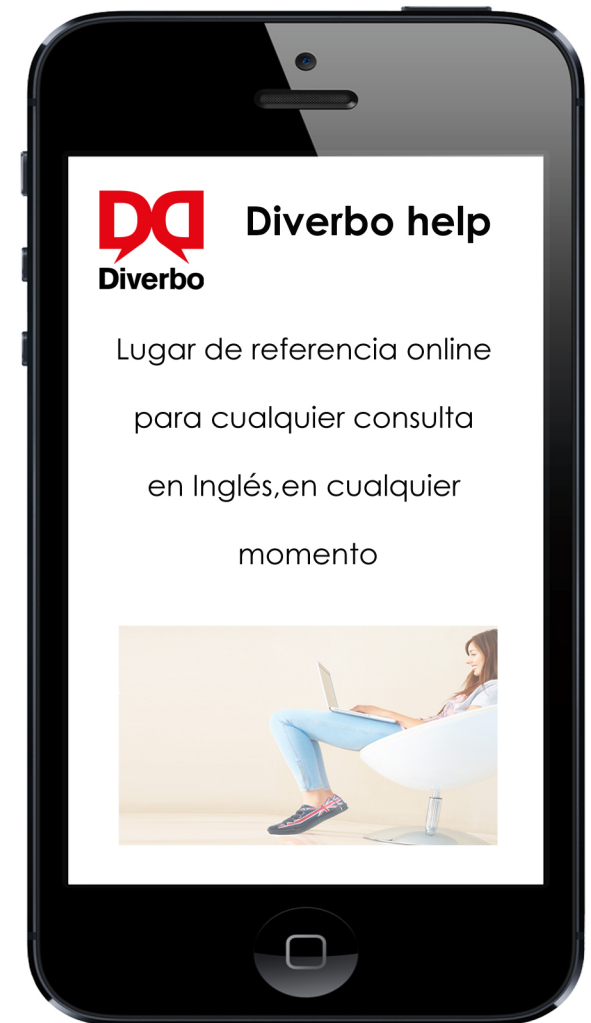 Diverbo help
Diverbo
Lugar de referencia online
para cualquier consulta
en Inglés,en cualquier
momento